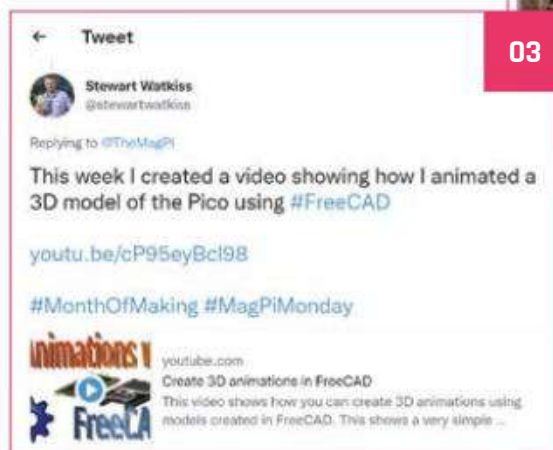 03
← Tweet
Stewart Watkiss
@stewartwatkiss
Replying to @TheMagPi
This week I created a video showing how I animated a
3D model of the Pico using #FreeCAD
youtu.be/cP95eyBcl98
#MonthOfMaking #MagPiMonday
youtube.com
Create 3D animations in FreeCAD
This video shows how you can create 3D animations using
models created in FreeCAD. This shows a very simple ...